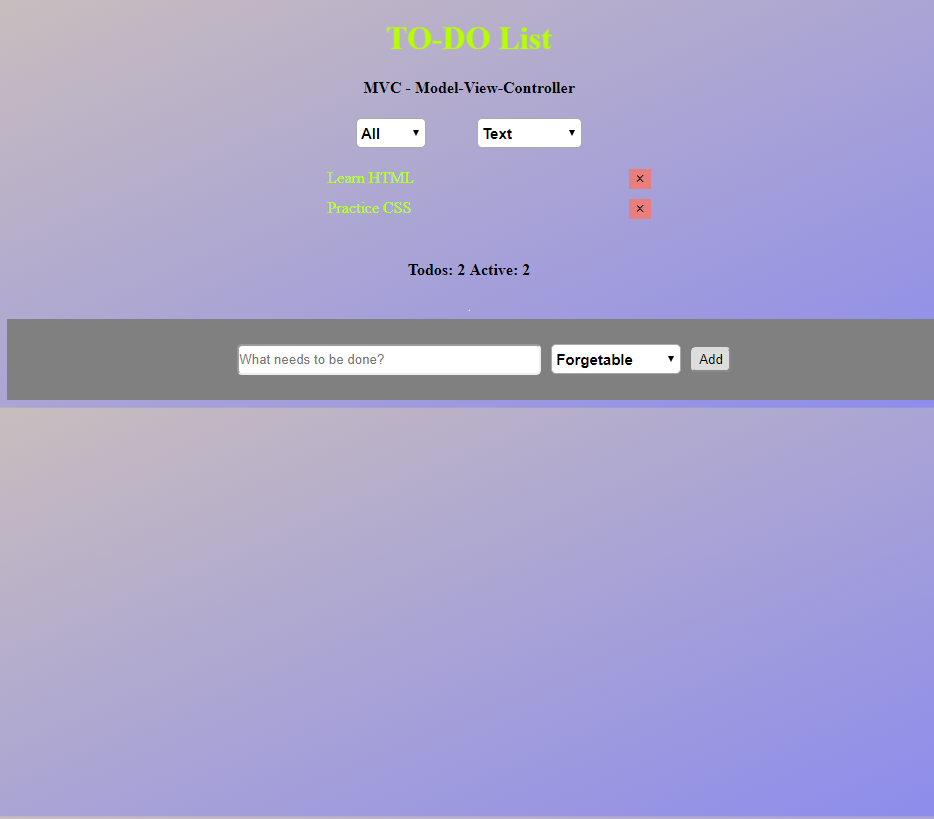 TO-DO List
MVC - Model-View-Controller
All Text
Learn HTML ×
Practice CSS ×
Todos: 2 Active: 2
.
What needs to be done? Forgetable Add